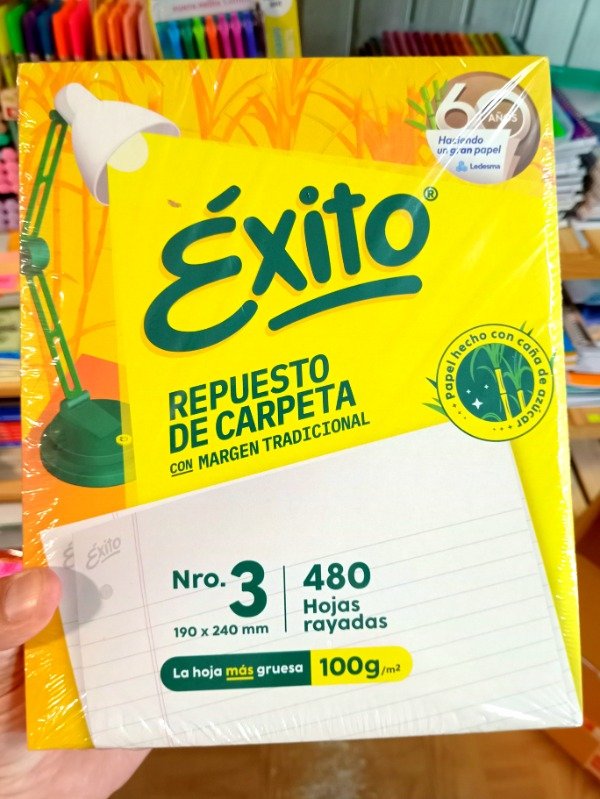 60
AÑOS
Haciendo
un gran papel
Ledesma
Éxito®
REPUESTO
DE CARPETA
CON MARGEN TRADICIONAL
Papel hecho con caña de azúcar
Éxito
Nro. 3
190 x 240 mm
480
Hojas
rayadas
La hoja más gruesa 100g/m²